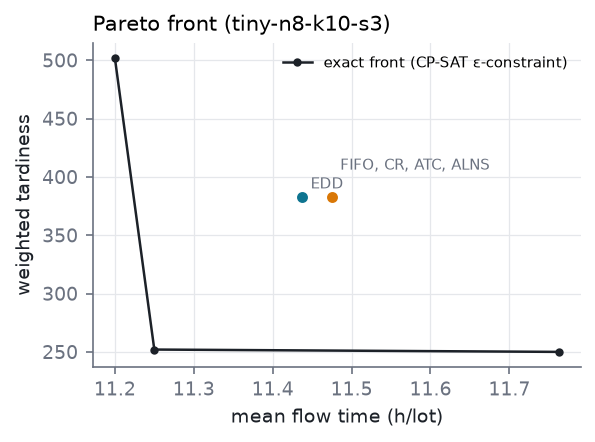 Pareto front (tiny-n8-k10-s3)
exact front (CP-SAT ε-constraint)
500
450
400
350
300
250
weighted tardiness
FIFO, CR, ATC, ALNS
EDD
11.2 11.3 11.4 11.5 11.6 11.7
mean flow time (h/lot)